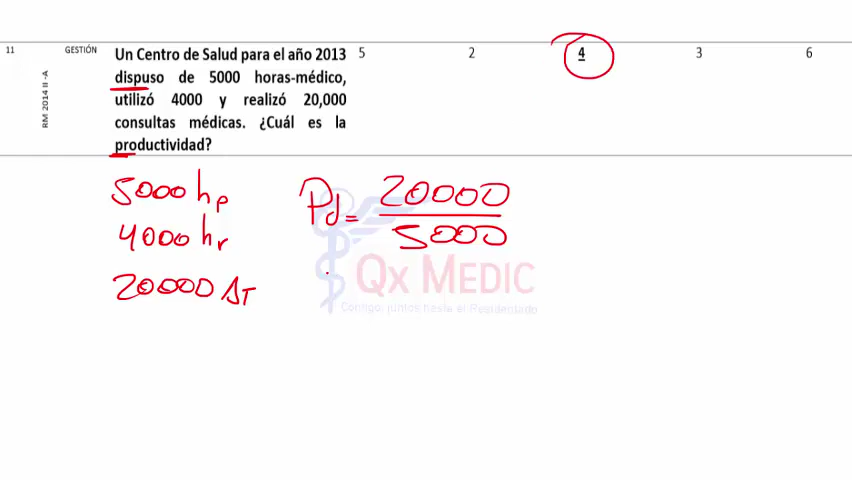 11 GESTIÓN Un Centro de Salud para el año 2013 5 2 4 3 6
dispuso de 5000 horas-médico,
utilizó 4000 y realizó 20,000
consultas médicas. ¿Cuál es la
productividad?
RM 2014 II -A
5000 hp
4000 hr
20000 ΔT
Pd= 20000
5000
QX MEDIC
Contigo, juntos hasta el Residentado